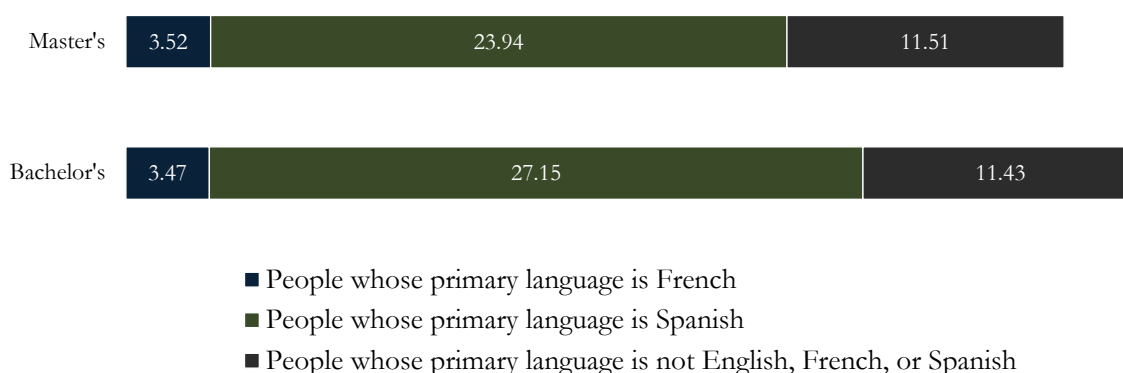 Master's 3.52 23.94 11.51
Bachelor's 3.47 27.15 11.43
People whose primary language is French
People whose primary language is Spanish
People whose primary language is not English, French, or Spanish